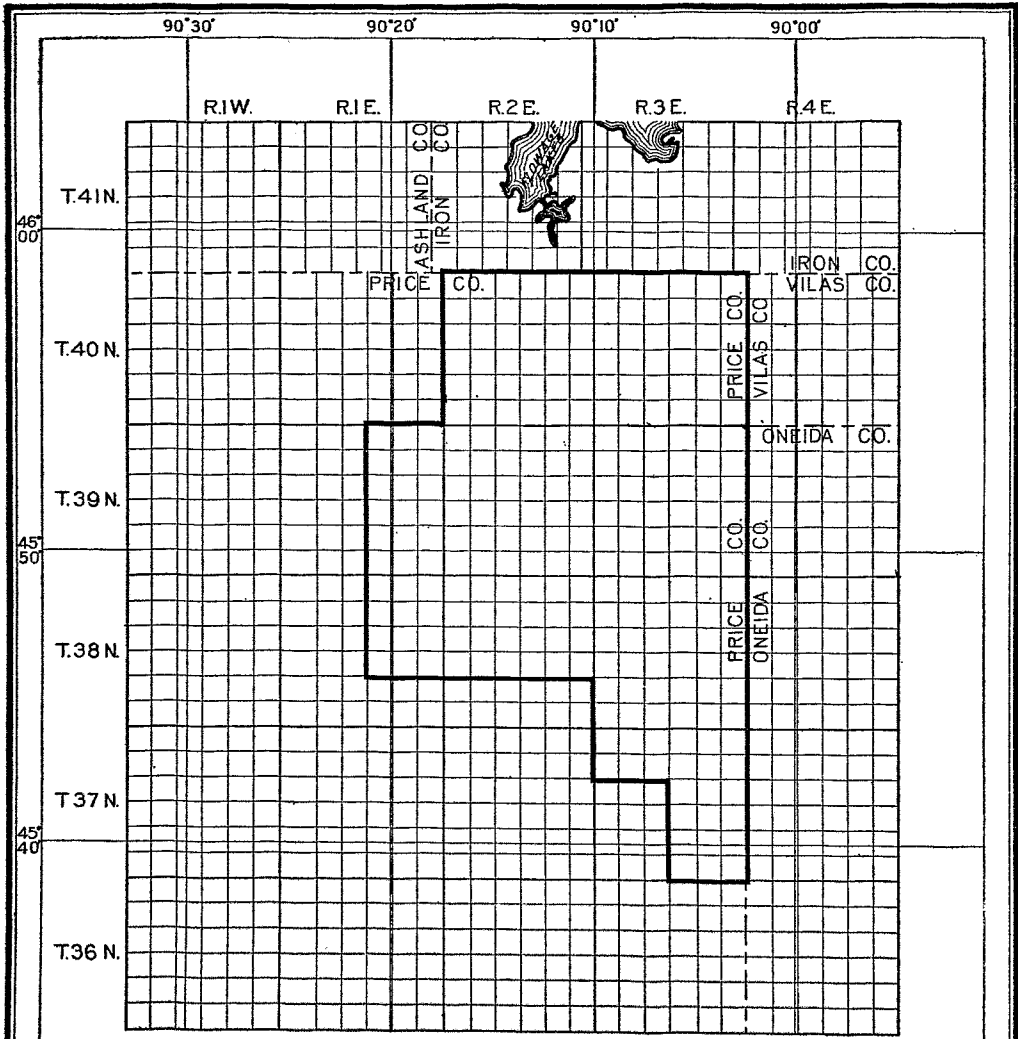 90°30' 90°20' 90°10' 90°00'
R.1W. R.1E. R.2E. R.3E. R.4E.
T.41N.
46°
00'
ASHLAND CO.
IRON CO.
IRON CO.
VILAS CO.
PRICE CO.
PRICE CO.
VILAS CO
T.40N.
ONEIDA CO.
T.39N.
45°
50'
PRICE CO.
ONEIDA CO.
T.38N.
T.37N.
45°
40'
T.36N.